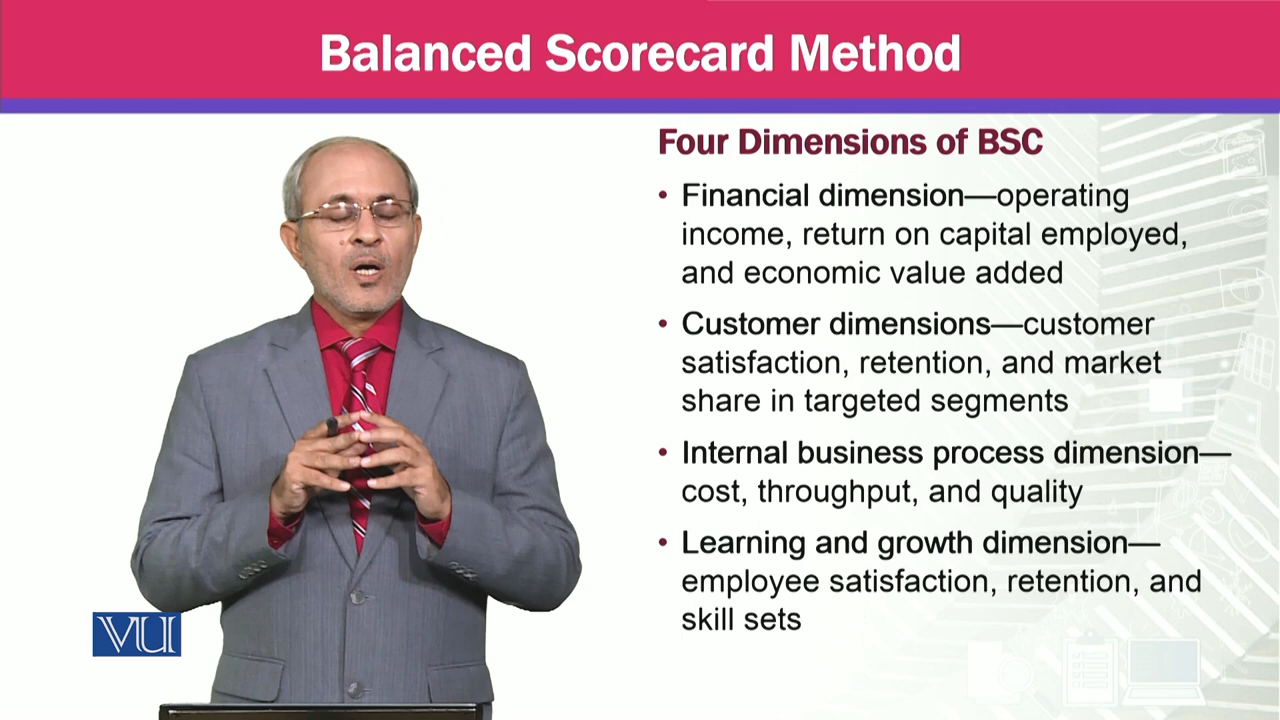 Balanced Scorecard Method
Four Dimensions of BSC
• Financial dimension—operating
income, return on capital employed,
and economic value added
• Customer dimensions—customer
satisfaction, retention, and market
share in targeted segments
• Internal business process dimension—
cost, throughput, and quality
• Learning and growth dimension—
employee satisfaction, retention, and
skill sets
VU